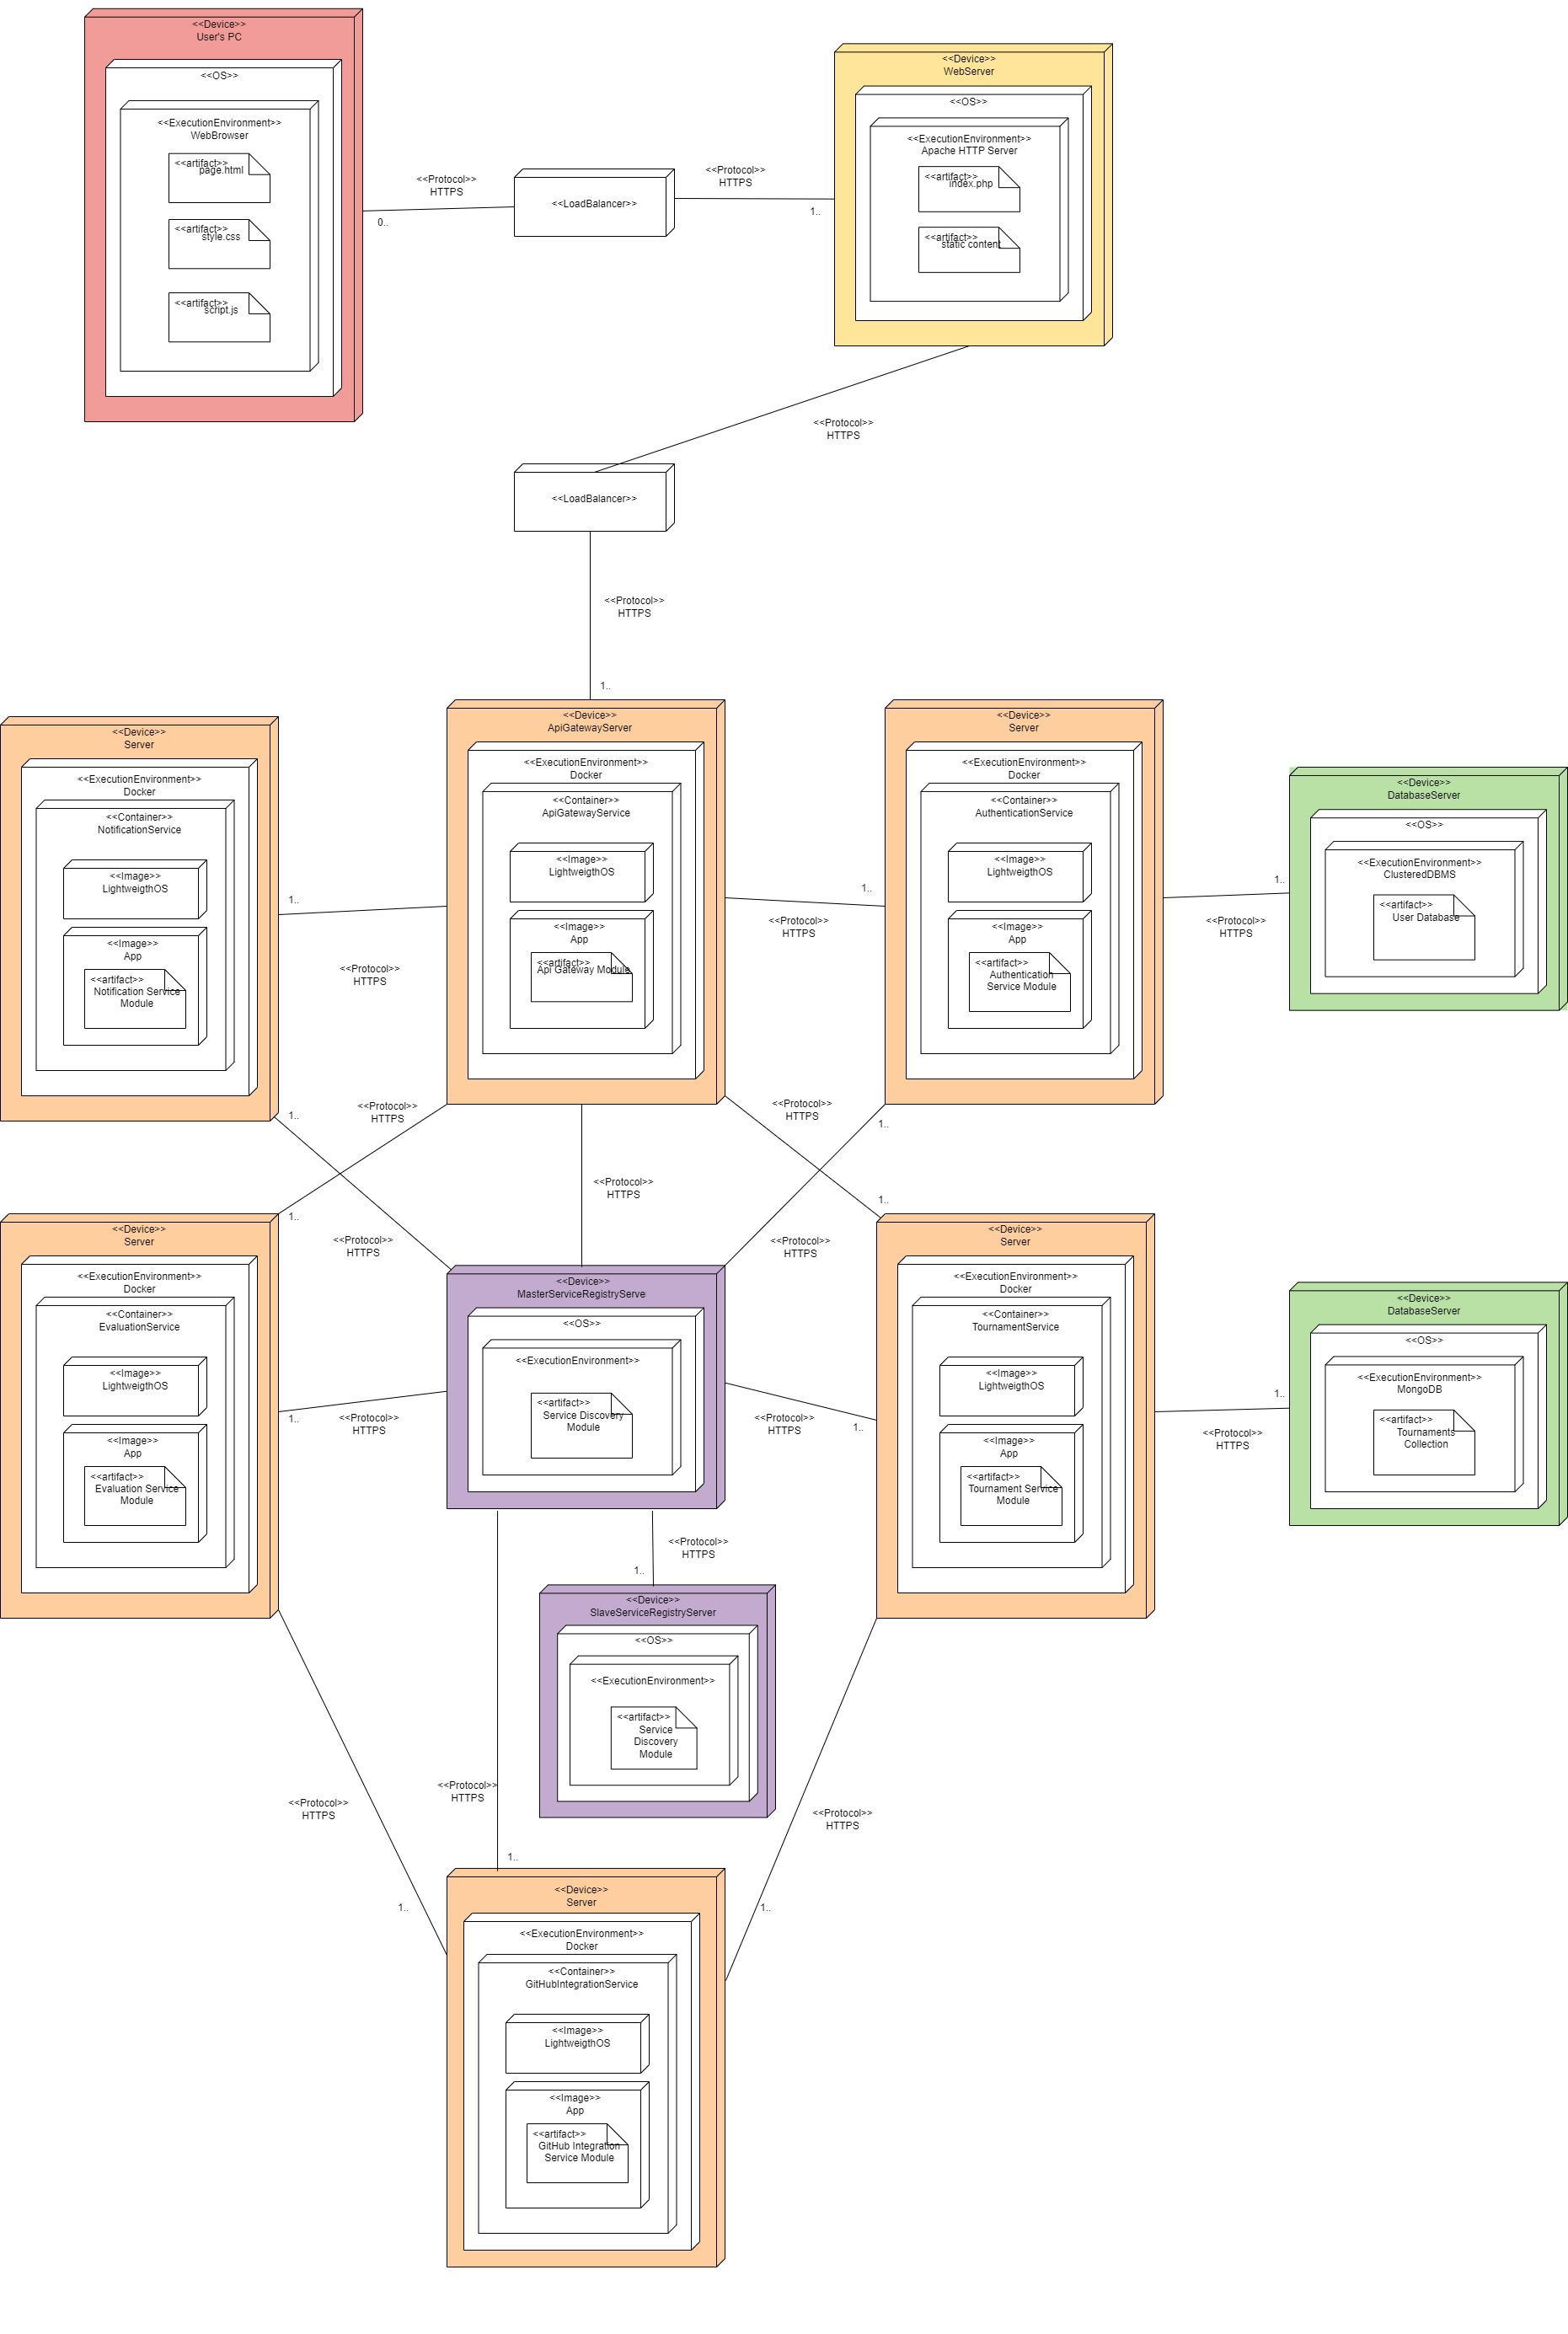 <<Device>>
User's PC
<<OS>>
<<ExecutionEnvironment>>
WebBrowser
<<artifact>>
page.html
<<artifact>>
style.css
<<artifact>>
script.js
<<Protocol>>
HTTPS
0..
<<LoadBalancer>>
<<Protocol>>
HTTPS
1..
<<Device>>
WebServer
<<OS>>
<<ExecutionEnvironment>>
Apache HTTP Server
<<artifact>>
index.php
<<artifact>>
static content
<<Protocol>>
HTTPS
<<LoadBalancer>>
<<Protocol>>
HTTPS
1..
<<Device>>
Server
<<ExecutionEnvironment>>
Docker
<<Container>>
NotificationService
<<Image>>
LightweigthOS
<<Image>>
App
<<artifact>>
Notification Service
Module
1..
<<Protocol>>
HTTPS
<<Device>>
ApiGatewayServer
<<ExecutionEnvironment>>
Docker
<<Container>>
ApiGatewayService
<<Image>>
LightweigthOS
<<Image>>
App
<<artifact>>
Api Gateway Module
1..
<<Protocol>>
HTTPS
<<Device>>
Server
<<ExecutionEnvironment>>
Docker
<<Container>>
AuthenticationService
<<Image>>
LightweigthOS
<<Image>>
App
<<artifact>>
Authentication
Service Module
1..
<<Protocol>>
HTTPS
<<Device>>
DatabaseServer
<<OS>>
<<ExecutionEnvironment>>
ClusteredDBMS
<<artifact>>
User Database
1..
<<Protocol>>
HTTPS
<<Protocol>>
HTTPS
1..
1..
<<Protocol>>
HTTPS
1..
<<Protocol>>
HTTPS
1..
<<Protocol>>
HTTPS
<<Device>>
Server
<<ExecutionEnvironment>>
Docker
<<Container>>
EvaluationService
<<Image>>
LightweigthOS
<<Image>>
App
<<artifact>>
Evaluation Service
Module
1..
<<Protocol>>
HTTPS
<<Device>>
MasterServiceRegistryServe
<<OS>>
<<ExecutionEnvironment>>
<<artifact>>
Service Discovery
Module
<<Protocol>>
HTTPS
1..
<<Device>>
Server
<<ExecutionEnvironment>>
Docker
<<Container>>
TournamentService
<<Image>>
LightweigthOS
<<Image>>
App
<<artifact>>
Tournament Service
Module
1..
<<Protocol>>
HTTPS
<<Device>>
DatabaseServer
<<OS>>
<<ExecutionEnvironment>>
MongoDB
<<artifact>>
Tournaments
Collection
<<Protocol>>
HTTPS
1..
<<Device>>
SlaveServiceRegistryServer
<<OS>>
<<ExecutionEnvironment>>
<<artifact>>
Service
Discovery
Module
<<Protocol>>
HTTPS
1..
<<Protocol>>
HTTPS
1..
<<Protocol>>
HTTPS
1..
<<Device>>
Server
<<ExecutionEnvironment>>
Docker
<<Container>>
GitHubIntegrationService
<<Image>>
LightweigthOS
<<Image>>
App
<<artifact>>
GitHub Integration
Service Module